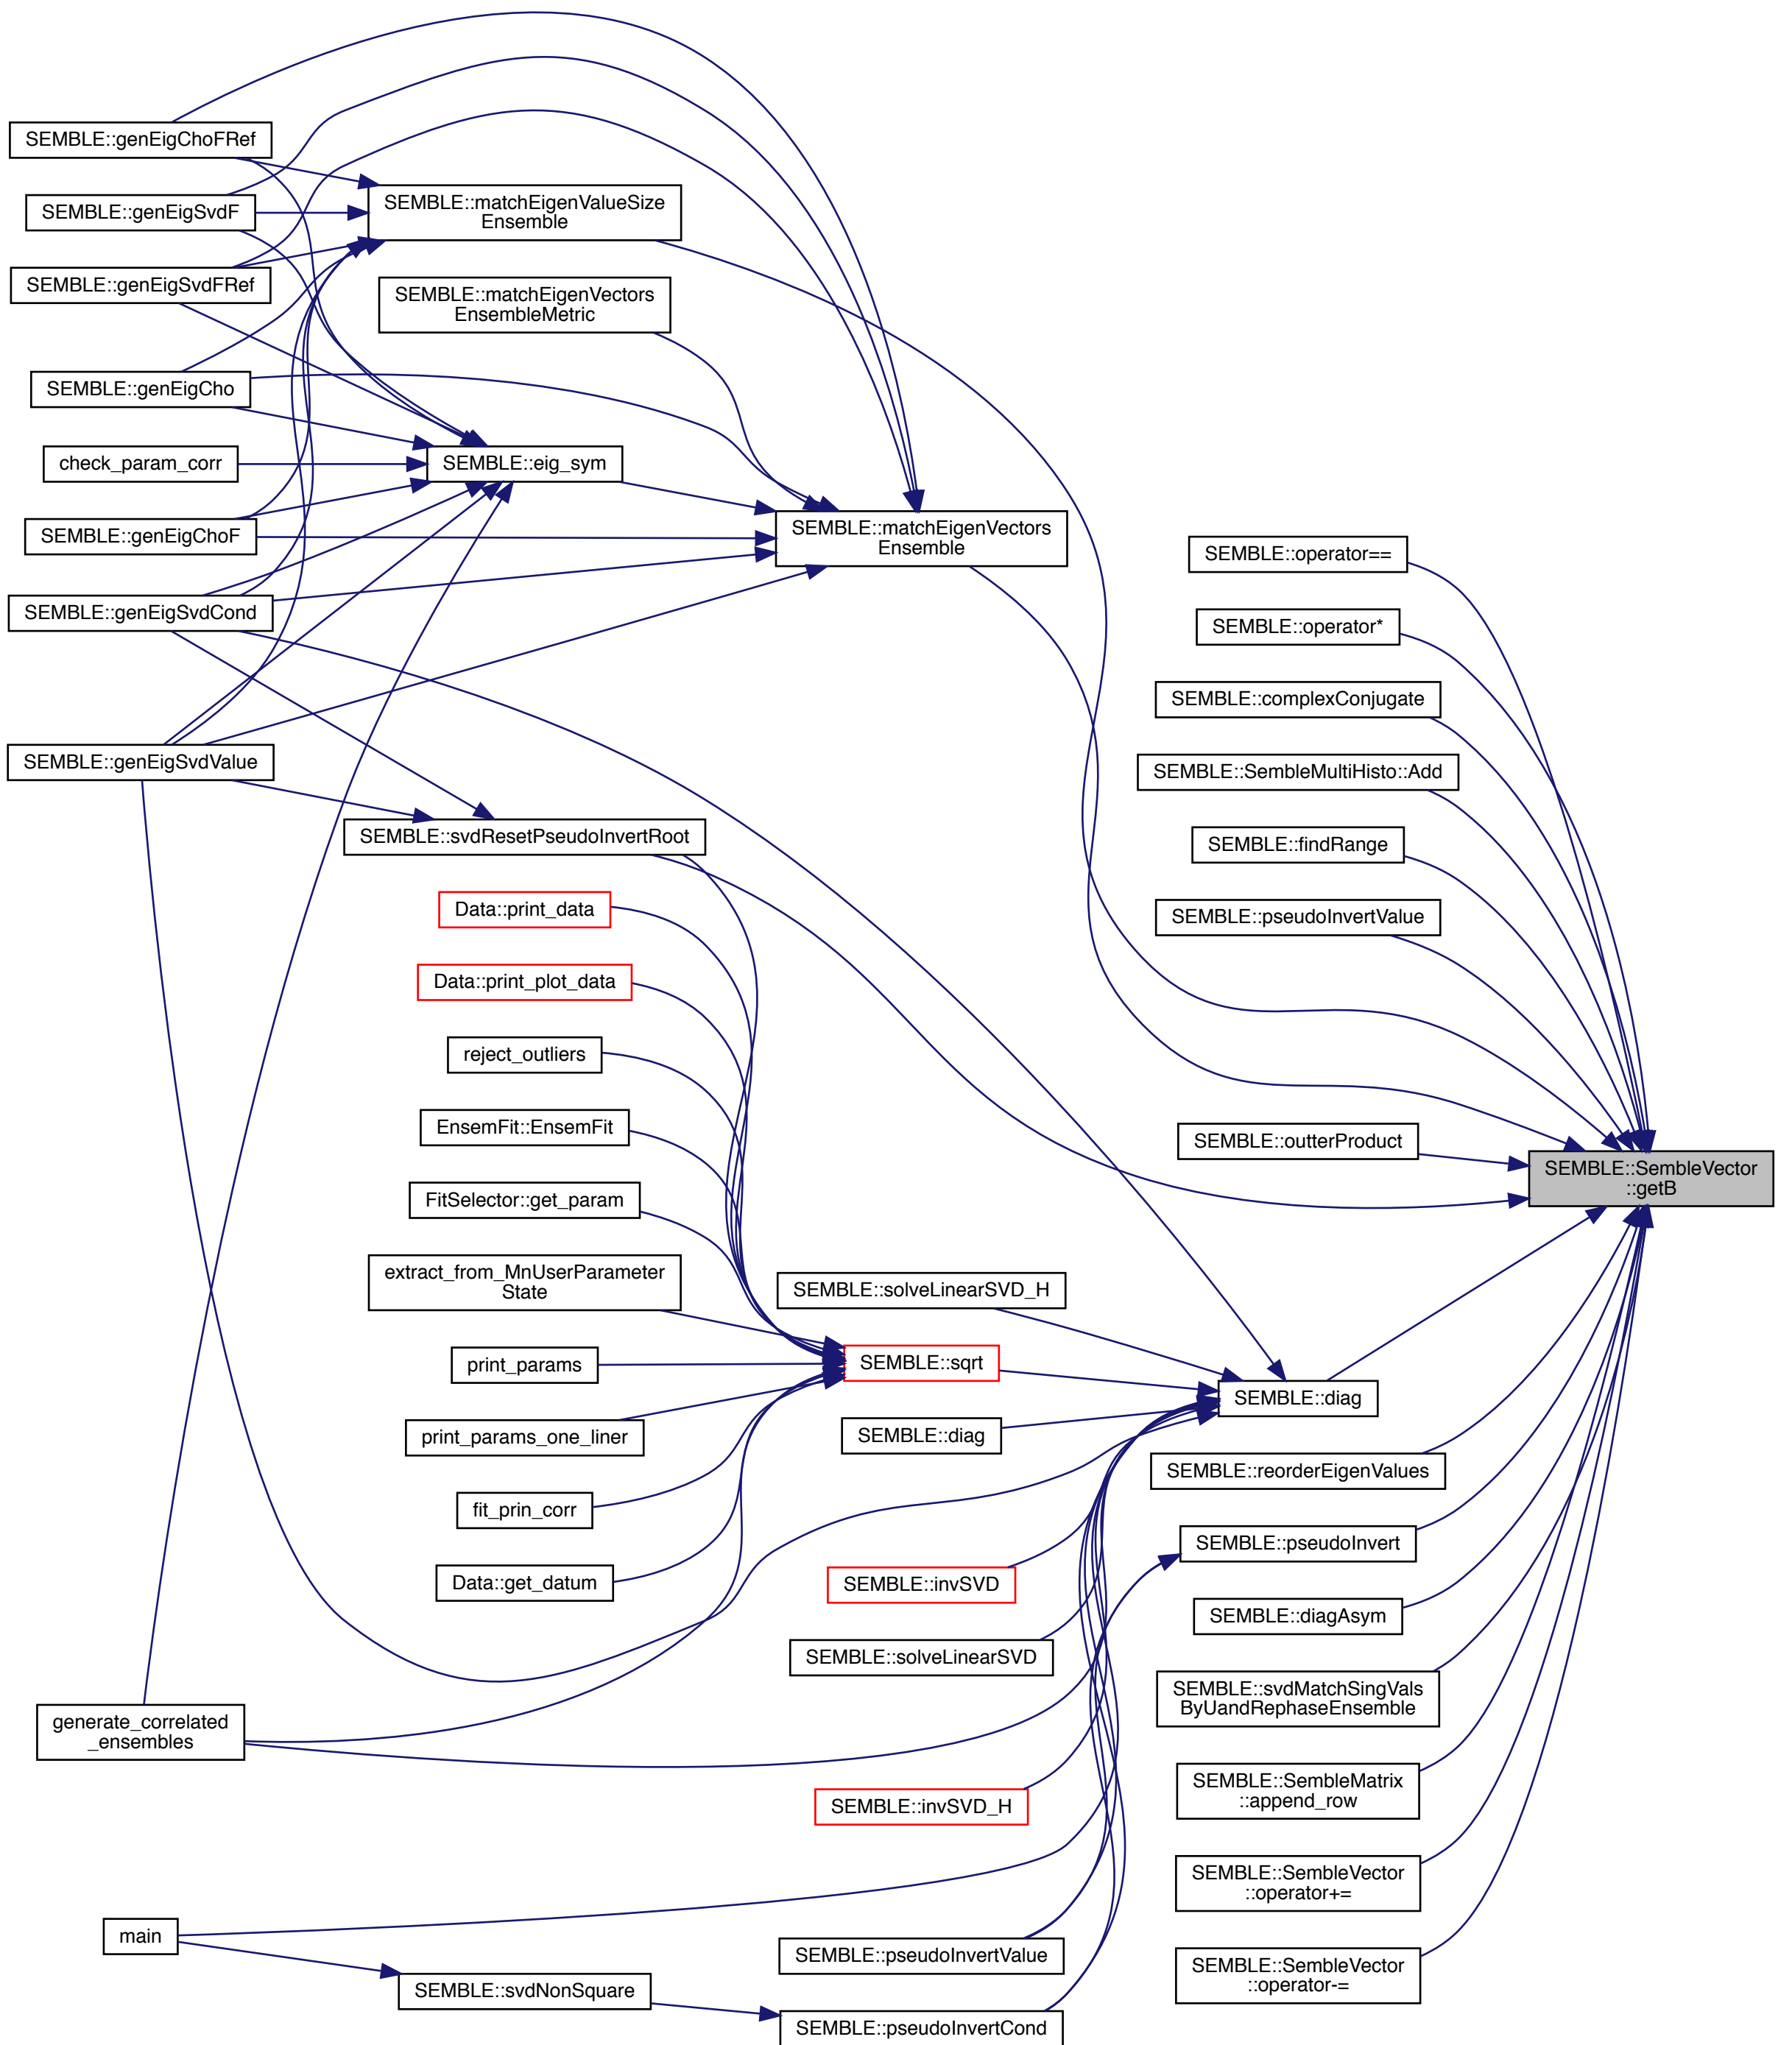 SEMBLE::genEigChoFRef
SEMBLE::genEigSvdF
SEMBLE::genEigSvdFRef
SEMBLE::genEigCho
check_param_corr
SEMBLE::genEigChoF
SEMBLE::genEigSvdCond
SEMBLE::genEigSvdValue
generate_correlated
_ensembles
main
SEMBLE::matchEigenValueSize
Ensemble
SEMBLE::matchEigenVectors
EnsembleMetric
SEMBLE::eig_sym
SEMBLE::svdResetPseudoInvertRoot
Data::print_data
Data::print_plot_data
reject_outliers
EnsemFit::EnsemFit
FitSelector::get_param
extract_from_MnUserParameter
State
print_params
print_params_one_liner
fit_prin_corr
Data::get_datum
SEMBLE::svdNonSquare
SEMBLE::matchEigenVectors
Ensemble
SEMBLE::solveLinearSVD_H
SEMBLE::sqrt
SEMBLE::diag
SEMBLE::invSVD
SEMBLE::solveLinearSVD
SEMBLE::invSVD_H
SEMBLE::pseudoInvertValue
SEMBLE::pseudoInvertCond
SEMBLE::operator==
SEMBLE::operator*
SEMBLE::complexConjugate
SEMBLE::SembleMultiHisto::Add
SEMBLE::findRange
SEMBLE::pseudoInvertValue
SEMBLE::outterProduct
SEMBLE::diag
SEMBLE::reorderEigenValues
SEMBLE::pseudoInvert
SEMBLE::diagAsym
SEMBLE::svdMatchSingVals
ByUandRephaseEnsemble
SEMBLE::SembleMatrix
::append_row
SEMBLE::SembleVector
::operator+=
SEMBLE::SembleVector
::operator-=
SEMBLE::SembleVector
::getB